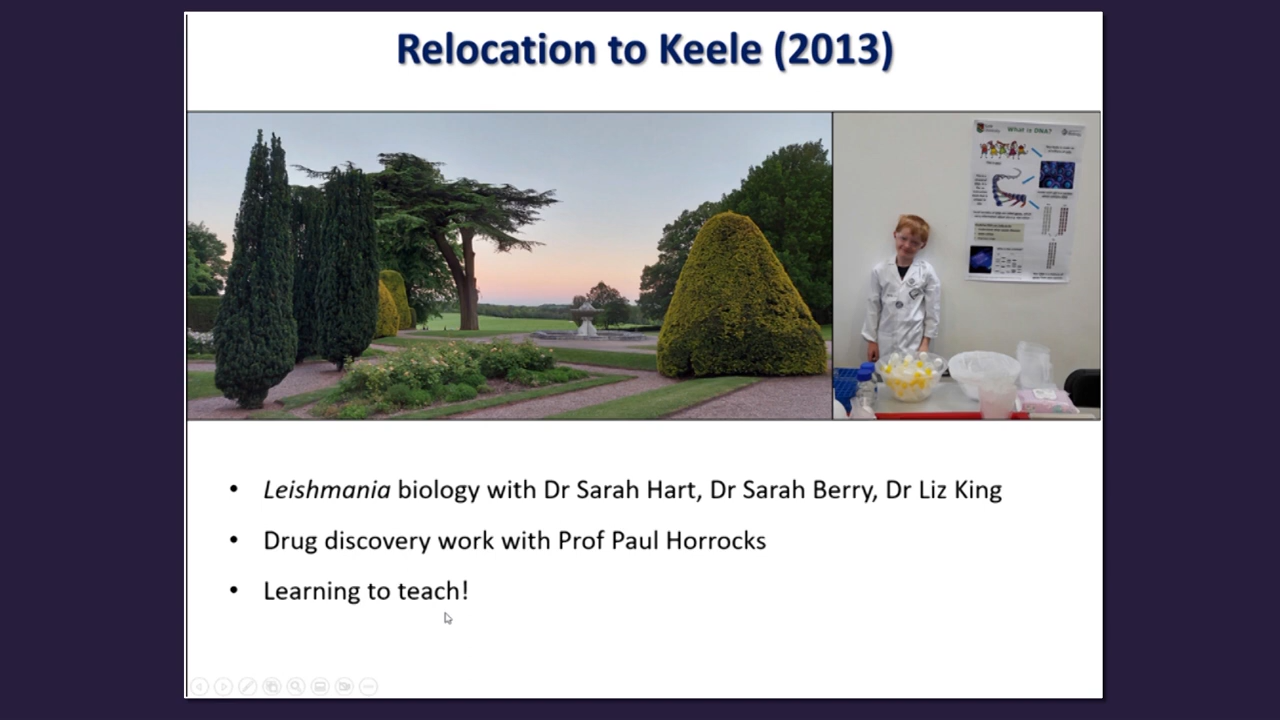 Relocation to Keele (2013)
What is DNA?
• Leishmania biology with Dr Sarah Hart, Dr Sarah Berry, Dr Liz King
• Drug discovery work with Prof Paul Horrocks
• Learning to teach!